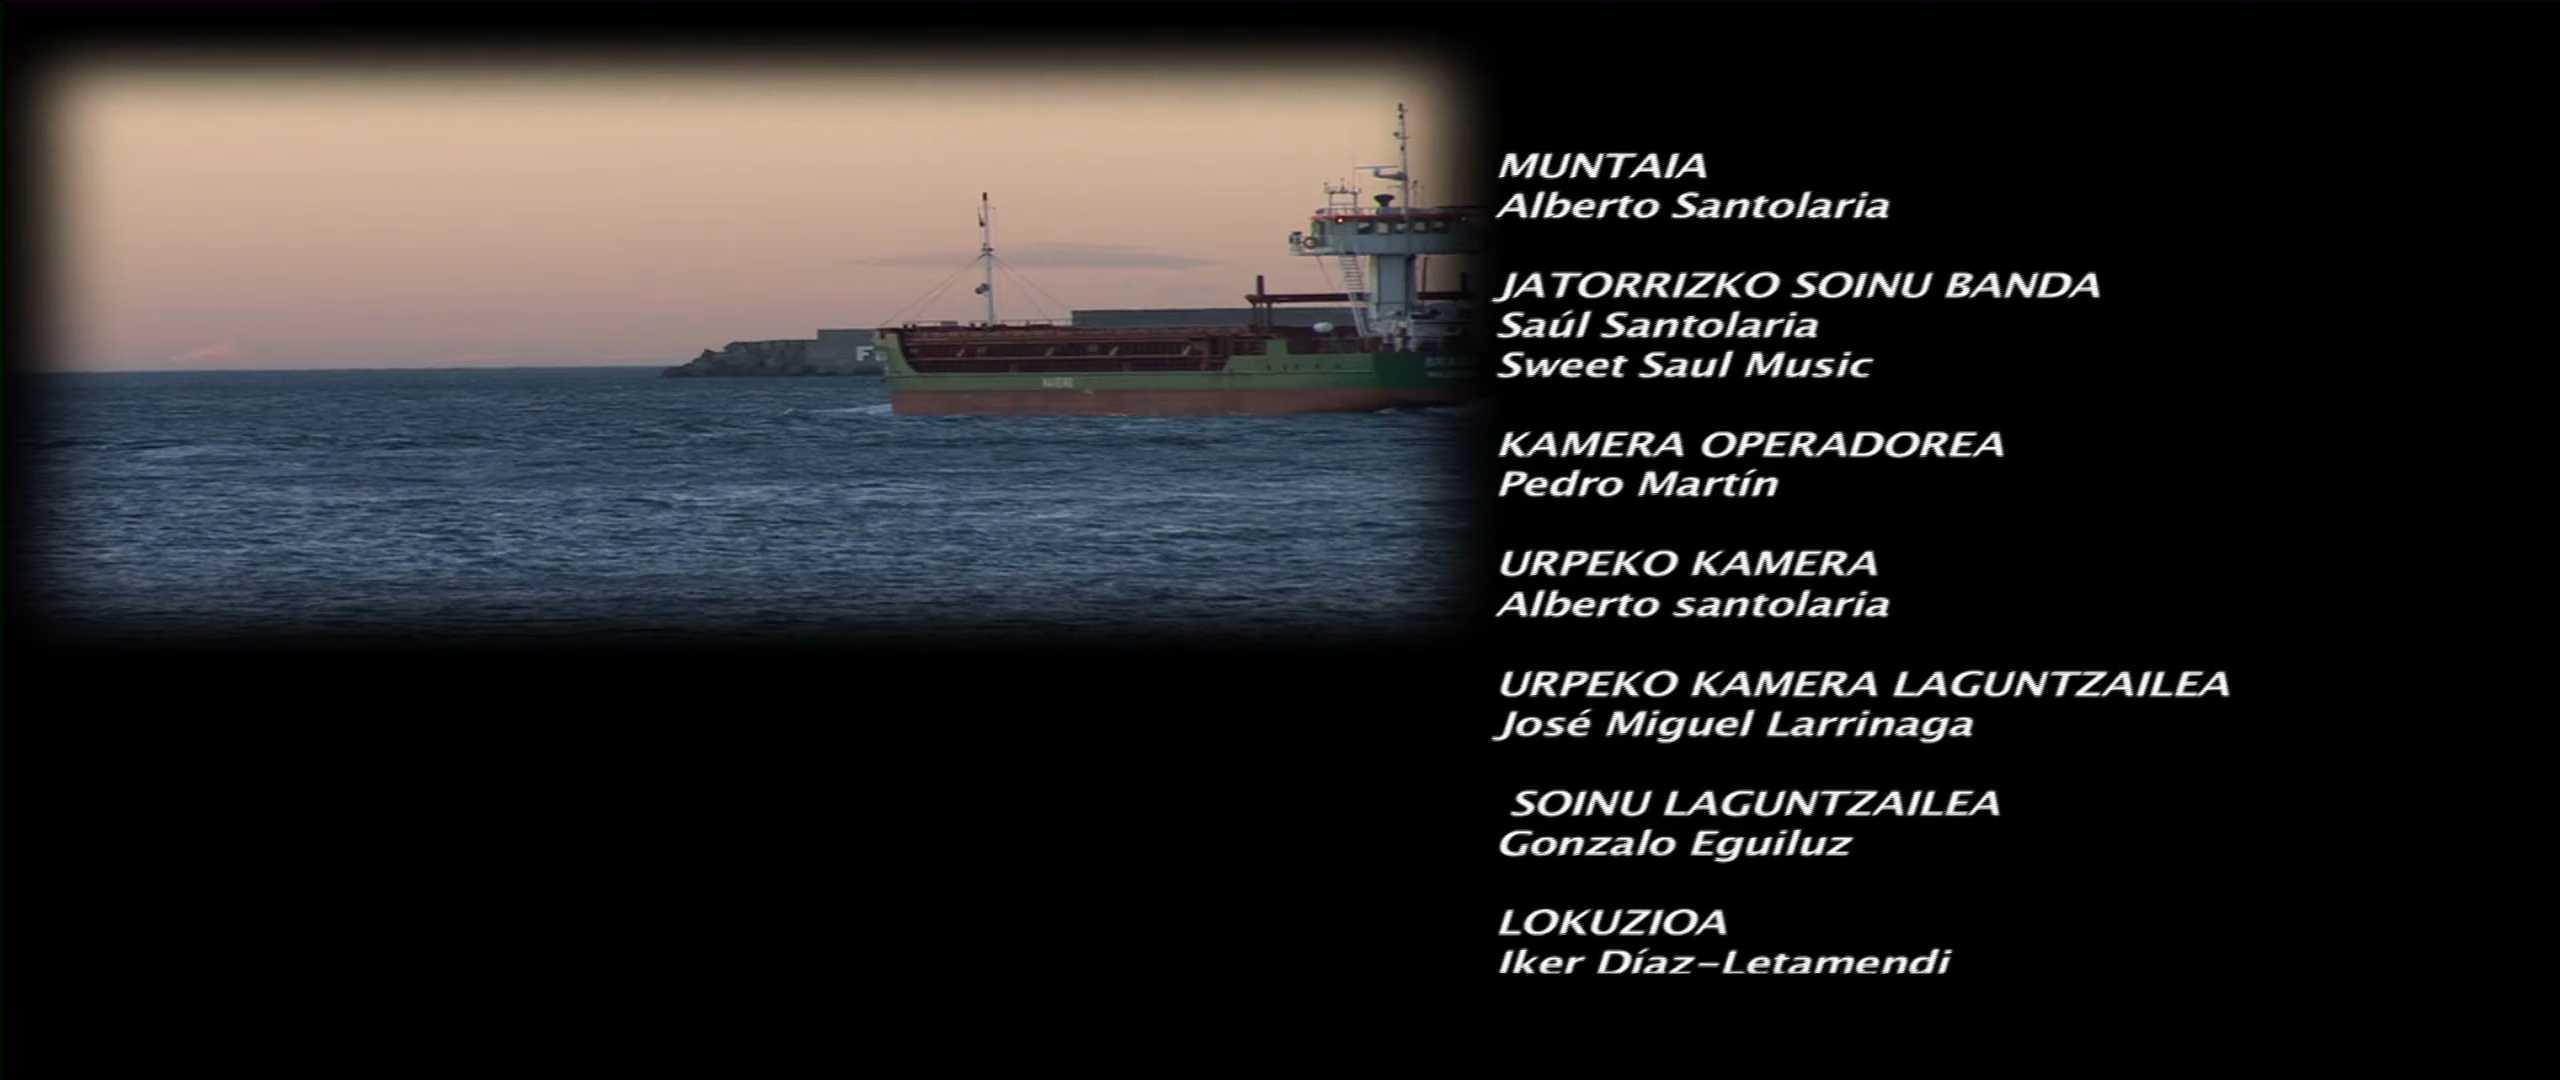 MUNTAIA
Alberto Santolaria
JATORRIZKO SOINU BANDA
Saúl Santolaria
Sweet Saul Music
KAMERA OPERADOREA
Pedro Martín
URPEKO KAMERA
Alberto santolaria
URPEKO KAMERA LAGUNTZAILEA
José Miguel Larrinaga
SOINU LAGUNTZAILEA
Gonzalo Eguiluz
LOKUZIOA
Iker Díaz-Letamendi